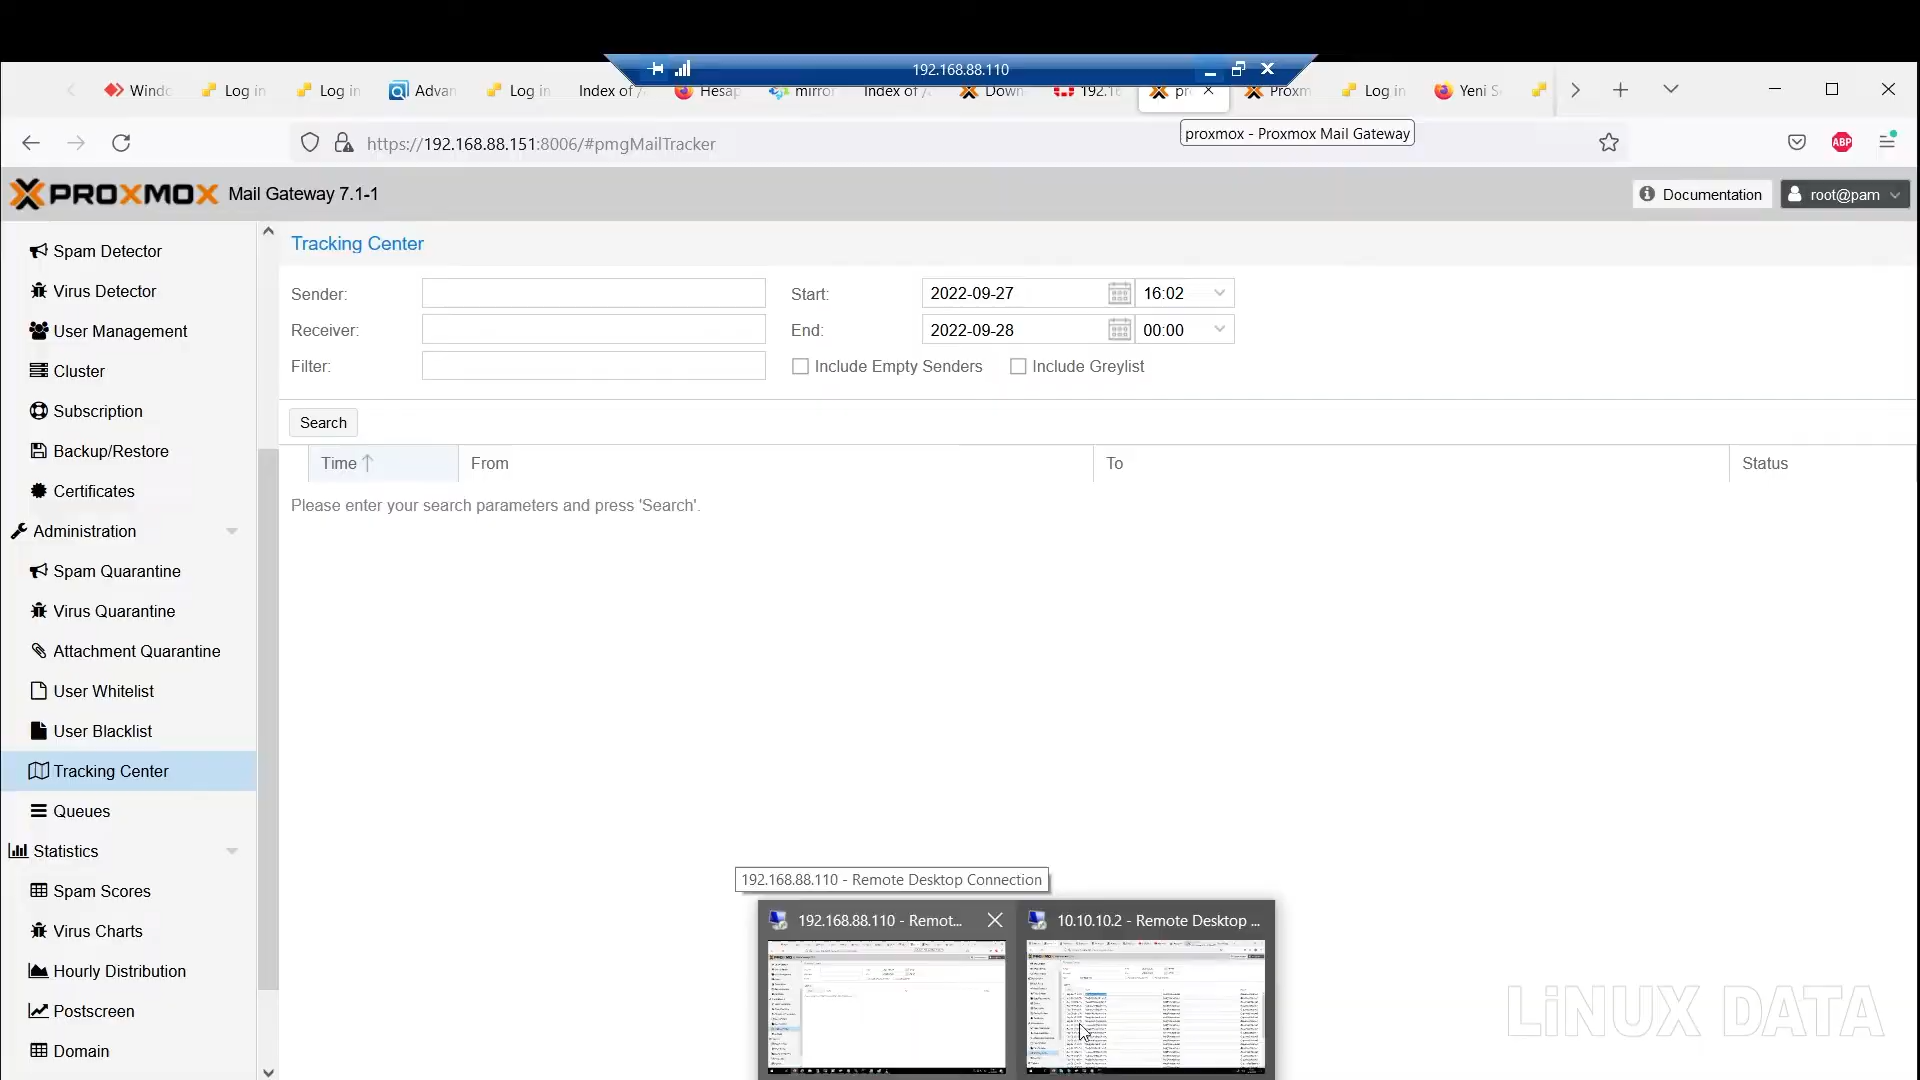 192.168.88.110
Windo
Log in
Log in
Advan
Log in
Index of /
Hesap
mirror
Index of /
Down
192.16
pr
Proxm
Log in
Yeni S
https://192.168.88.151:8006/#pmgMailTracker
proxmox - Proxmox Mail Gateway
ABP
PROXMOX Mail Gateway 7.1-1
Documentation
root@pam
Spam Detector
Virus Detector
User Management
Cluster
Subscription
Backup/Restore
Certificates
Administration
Spam Quarantine
Virus Quarantine
Attachment Quarantine
User Whitelist
User Blacklist
Tracking Center
Queues
Statistics
Spam Scores
Virus Charts
Hourly Distribution
Postscreen
Domain
Tracking Center
Sender:
Start: 2022-09-27 16:02
Receiver:
End: 2022-09-28 00:00
Filter:
Include Empty Senders
Include Greylist
Search
Time From To Status
Please enter your search parameters and press 'Search'.
192.168.88.110 - Remote Desktop Connection
192.168.88.110 - Remot...
10.10.10.2 - Remote Desktop ...
LiNUX DATA